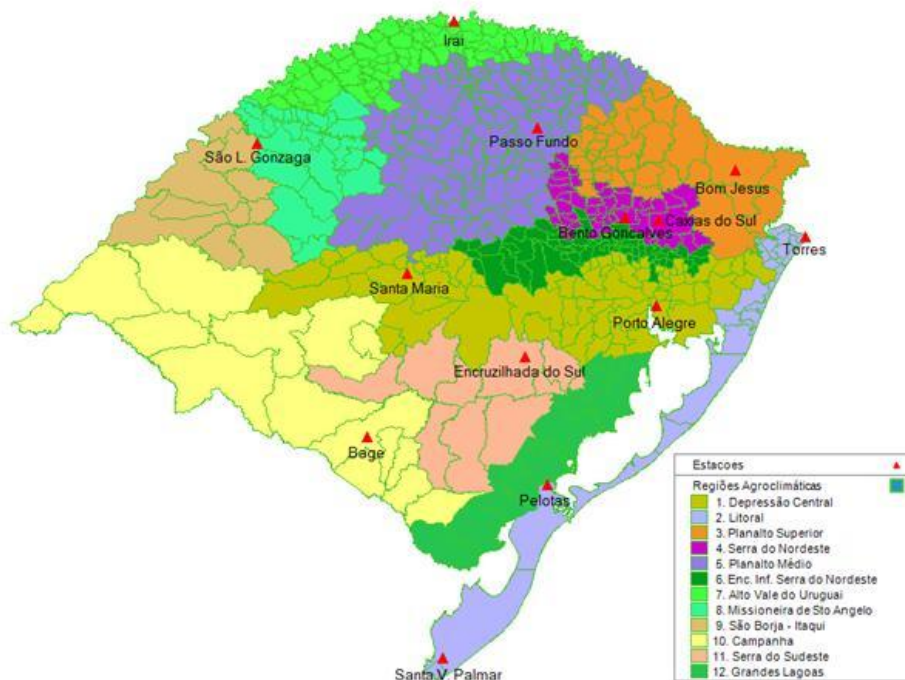 Irai
Passo Fundo
São L. Gonzaga
Bom Jesus
Bento Goncalves
Caxias do Sul
Torres
Santa Maria
Porto Alegre
Encruzilhada do Sul
Bage
Pelotas
Santa V. Palmar
Estacoes
Regiões Agroclimáticas
1. Depressão Central
2. Litoral
3. Planalto Superior
4. Serra do Nordeste
5. Planalto Médio
6. Enc. Inf. Serra do Nordeste
7. Alto Vale do Uruguai
8. Missioneira de Sto Angelo
9. São Borja - Itaqui
10. Campanha
11. Serra do Sudeste
12. Grandes Lagoas